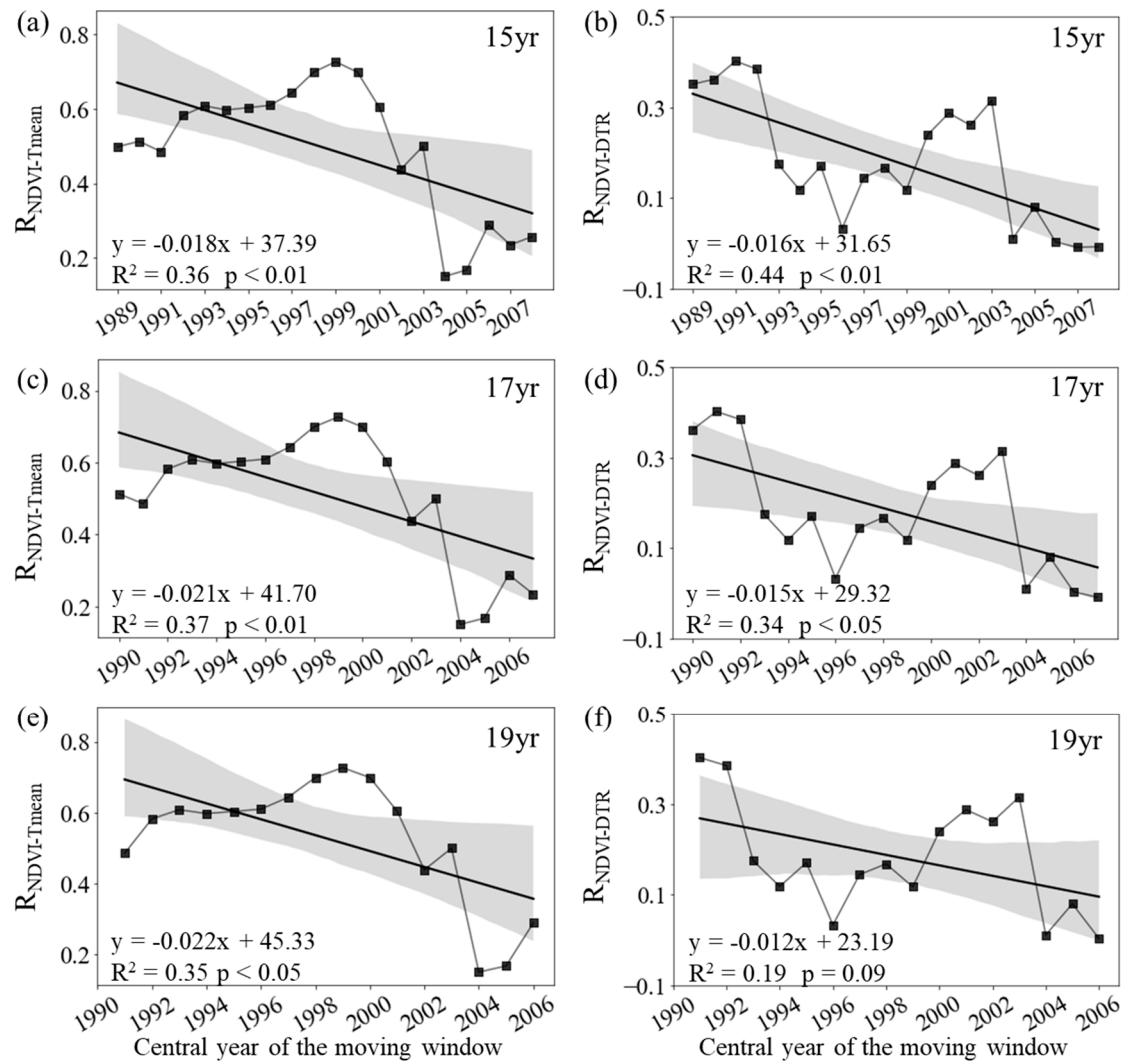 (a)
15yr
0.8
0.6
0.4
0.2
R_NDVI-Tmean
y = -0.018x + 37.39
R² = 0.36 p < 0.01
1989 1991 1993 1995 1997 1999 2001 2003 2005 2007
(b)
15yr
0.5
0.3
0.1
−0.1
R_NDVI-DTR
y = -0.016x + 31.65
R² = 0.44 p < 0.01
1989 1991 1993 1995 1997 1999 2001 2003 2005 2007
(c)
17yr
0.8
0.6
0.4
0.2
R_NDVI-Tmean
y = -0.021x + 41.70
R² = 0.37 p < 0.01
1990 1992 1994 1996 1998 2000 2002 2004 2006
(d)
17yr
0.5
0.3
0.1
−0.1
R_NDVI-DTR
y = -0.015x + 29.32
R² = 0.34 p < 0.05
1990 1992 1994 1996 1998 2000 2002 2004 2006
(e)
19yr
0.8
0.6
0.4
0.2
R_NDVI-Tmean
y = -0.022x + 45.33
R² = 0.35 p < 0.05
1990 1992 1994 1996 1998 2000 2002 2004 2006
Central year of the moving window
(f)
19yr
0.5
0.3
0.1
−0.1
R_NDVI-DTR
y = -0.012x + 23.19
R² = 0.19 p = 0.09
1990 1992 1994 1996 1998 2000 2002 2004 2006
Central year of the moving window